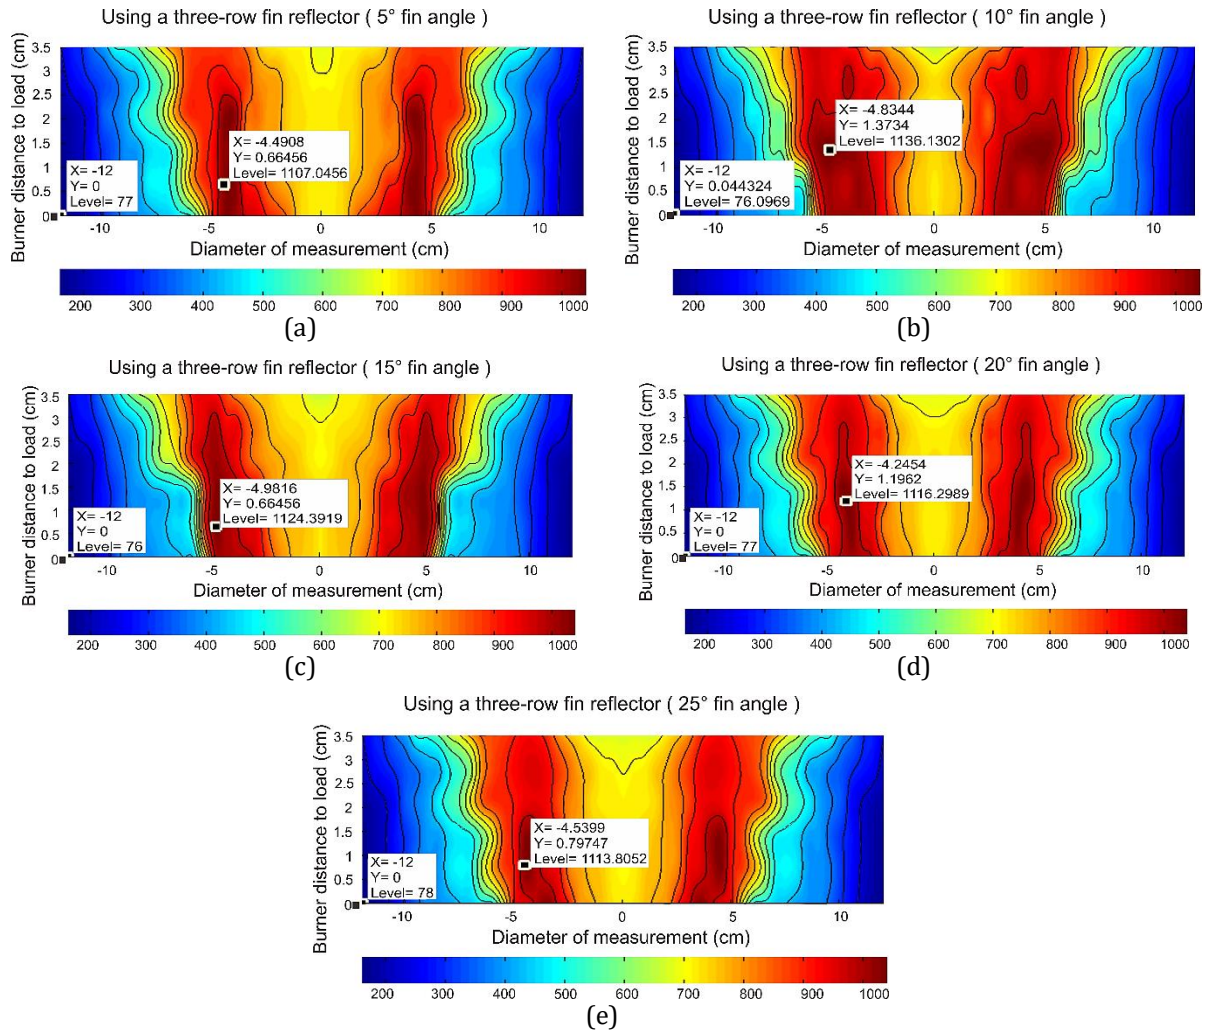 Using a three-row fin reflector ( 5° fin angle )
Burner distance to load (cm)
3.5
3
2.5
2
1.5
1
0.5
0
X= -4.4908
Y= 0.66456
Level= 1107.0456
X= -12
Y= 0
Level= 77
-10 -5 0 5 10
Diameter of measurement (cm)
200 300 400 500 600 700 800 900 1000
(a)
Using a three-row fin reflector ( 10° fin angle )
Burner distance to load (cm)
3.5
3
2.5
2
1.5
1
0.5
0
X= -4.8344
Y= 1.3734
Level= 1136.1302
X= -12
Y= 0.044324
Level= 76.0969
-10 -5 0 5 10
Diameter of measurement (cm)
200 300 400 500 600 700 800 900 1000
(b)
Using a three-row fin reflector ( 15° fin angle )
Burner distance to load (cm)
3.5
3
2.5
2
1.5
1
0.5
0
X= -4.9816
Y= 0.66456
Level= 1124.3919
X= -12
Y= 0
Level= 76
-10 -5 0 5 10
Diameter of measurement (cm)
200 300 400 500 600 700 800 900 1000
(c)
Using a three-row fin reflector ( 20° fin angle )
Burner distance to load (cm)
3.5
3
2.5
2
1.5
1
0.5
0
X= -4.2454
Y= 1.1962
Level= 1116.2989
X= -12
Y= 0
Level= 77
-10 -5 0 5 10
Diameter of measurement (cm)
200 300 400 500 600 700 800 900 1000
(d)
Using a three-row fin reflector ( 25° fin angle )
Burner distance to load (cm)
3.5
3
2.5
2
1.5
1
0.5
0
X= -4.5399
Y= 0.79747
Level= 1113.8052
X= -12
Y= 0
Level= 78
-10 -5 0 5 10
Diameter of measurement (cm)
200 300 400 500 600 700 800 900 1000
(e)